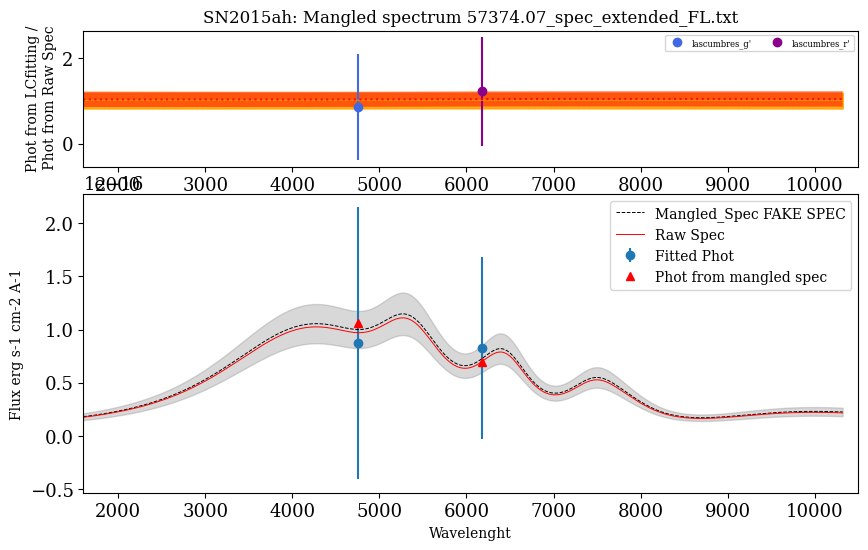 SN2015ah: Mangled spectrum 57374.07_spec_extended_FL.txt
Phot from LCfitting /
Phot from Raw Spec
2
0
lascumbres_g'
lascumbres_r'
2000
3000
4000
5000
6000
7000
8000
9000
10000
1e−16
Flux erg s-1 cm-2 A-1
2.0
1.5
1.0
0.5
0.0
−0.5
Mangled_Spec FAKE SPEC
Raw Spec
Fitted Phot
Phot from mangled spec
2000
3000
4000
5000
6000
7000
8000
9000
10000
Wavelenght